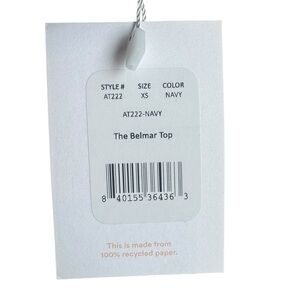 STYLE # SIZE COLOR
AT222 XS NAVY
AT222-NAVY
The Belmar Top
8 40155 36436 3
This is made from
100% recycled paper.